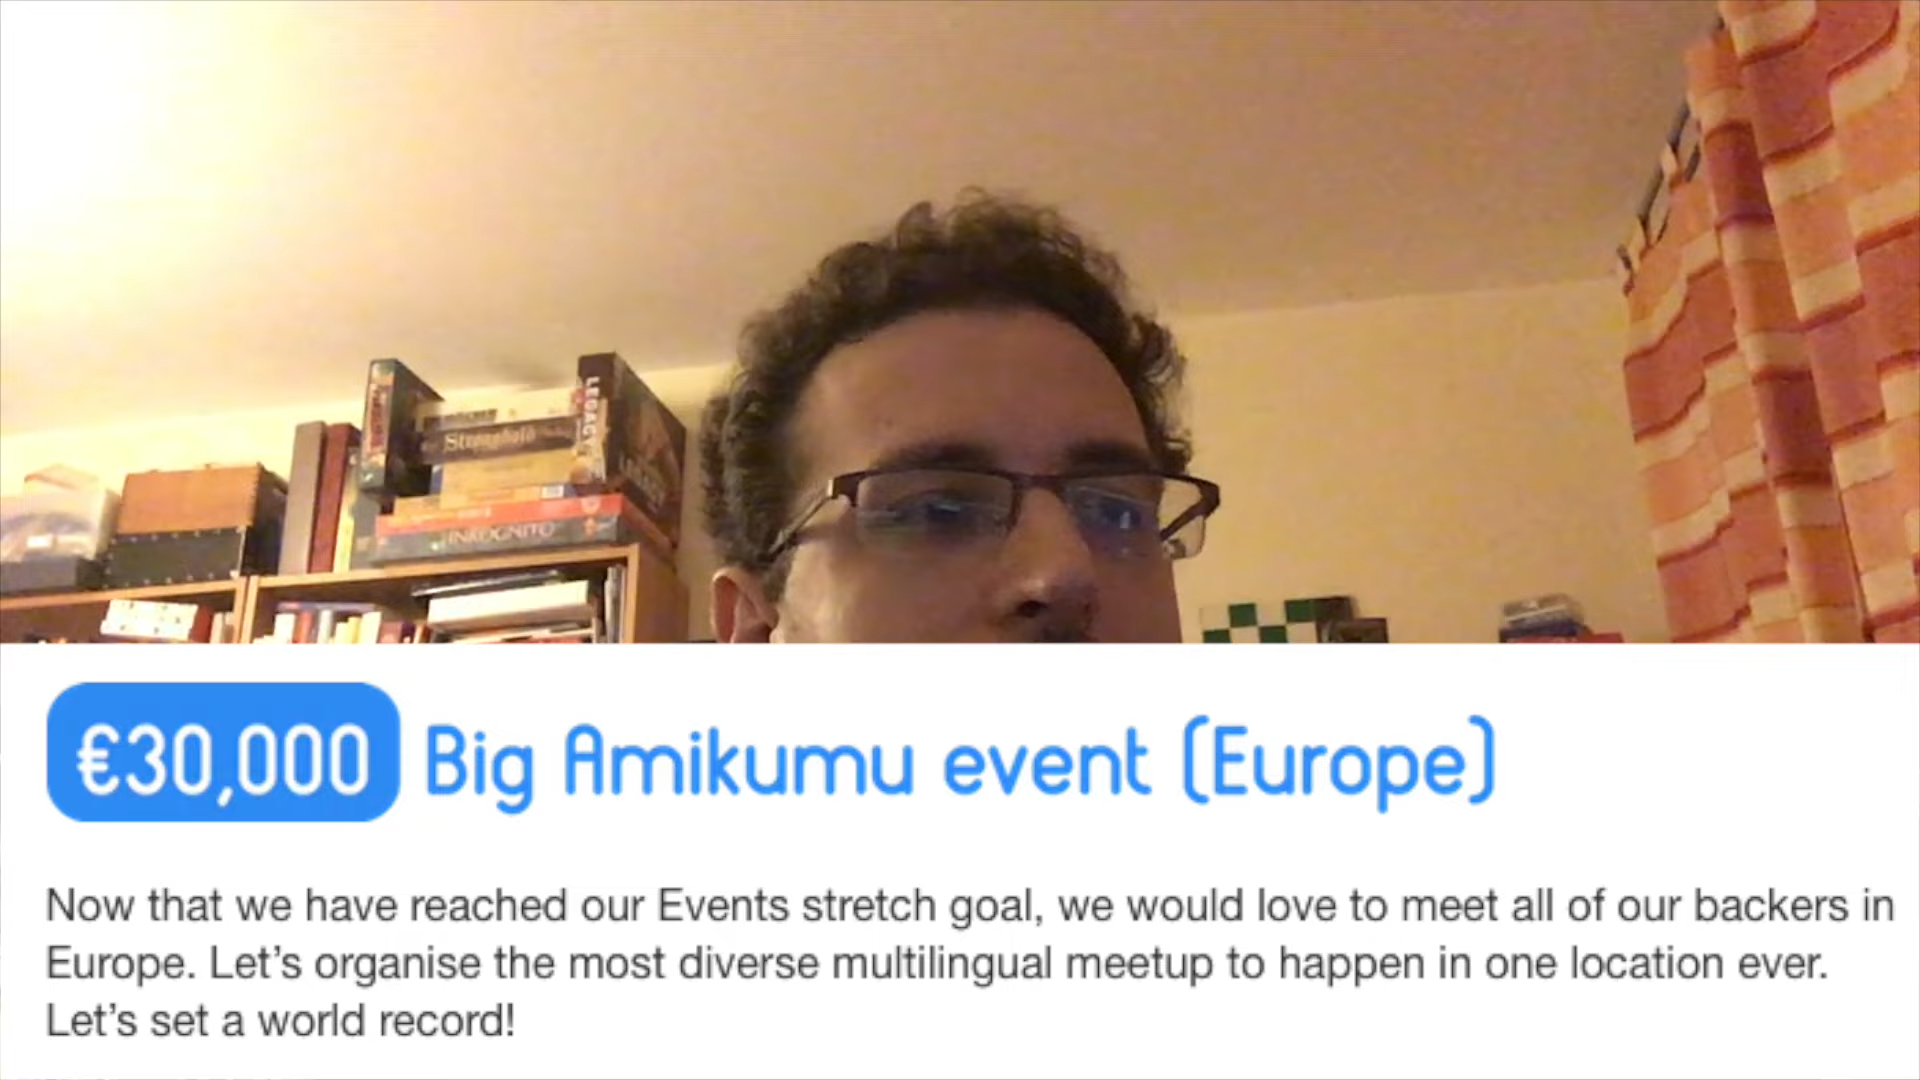 LEGACY
Stronghold
INKOGNITO
€30,000 Big Amikumu event (Europe)
Now that we have reached our Events stretch goal, we would love to meet all of our backers in
Europe. Let’s organise the most diverse multilingual meetup to happen in one location ever.
Let’s set a world record!